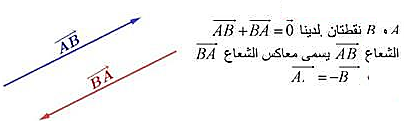 A و B نقطتان لدينا AB + BA = 0
الشعاع AB يسمى معاكس الشعاع BA
A. = −B
AB
BA